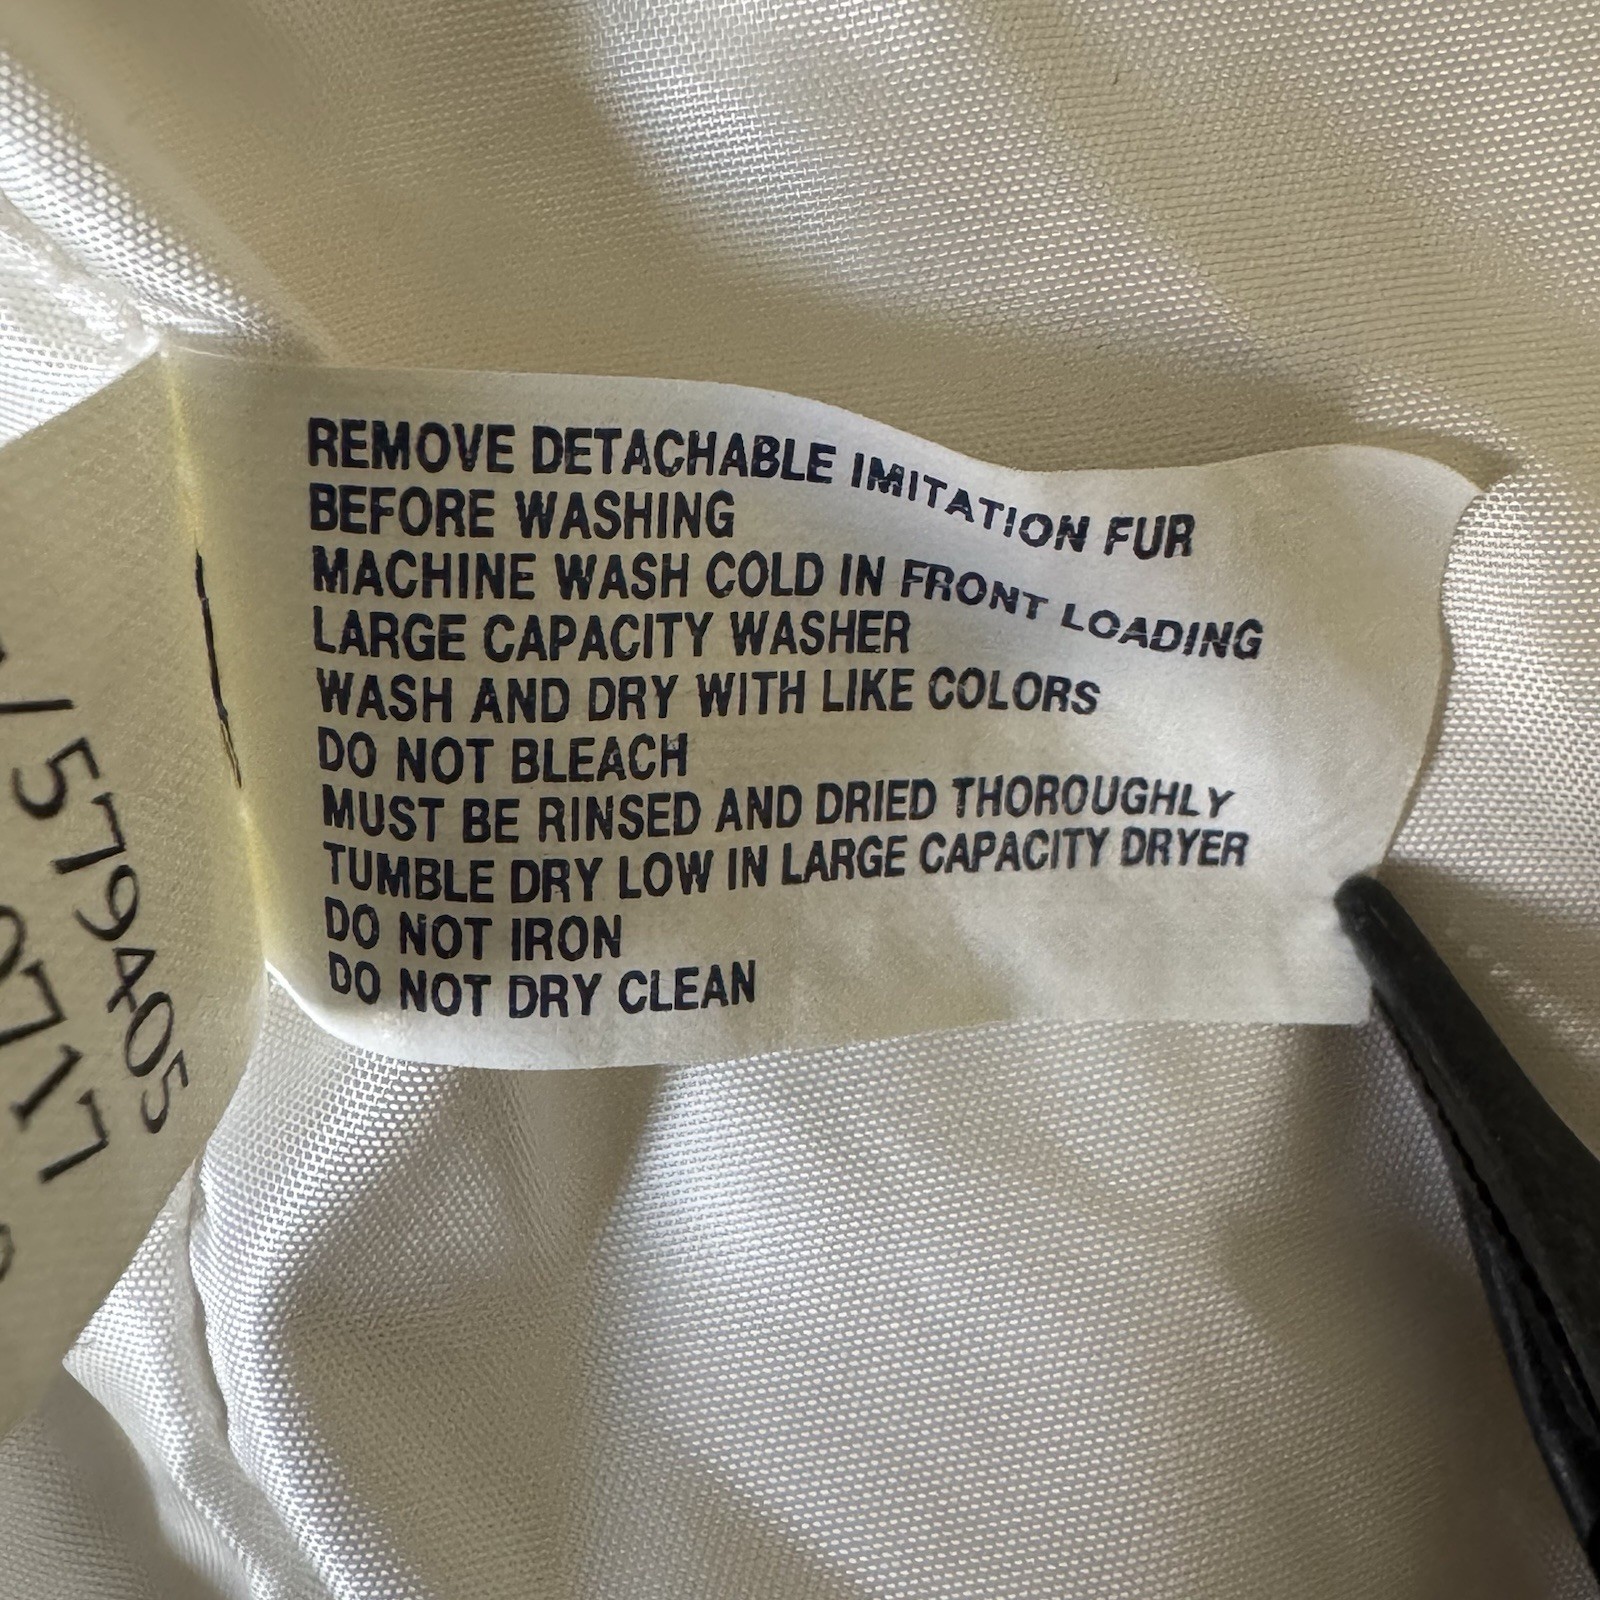 REMOVE DETACHABLE IMITATION FUR
BEFORE WASHING
MACHINE WASH COLD IN FRONT LOADING
LARGE CAPACITY WASHER
WASH AND DRY WITH LIKE COLORS
DO NOT BLEACH
MUST BE RINSED AND DRIED THOROUGHLY
TUMBLE DRY LOW IN LARGE CAPACITY DRYER
DO NOT IRON
DO NOT DRY CLEAN
/579405
0717